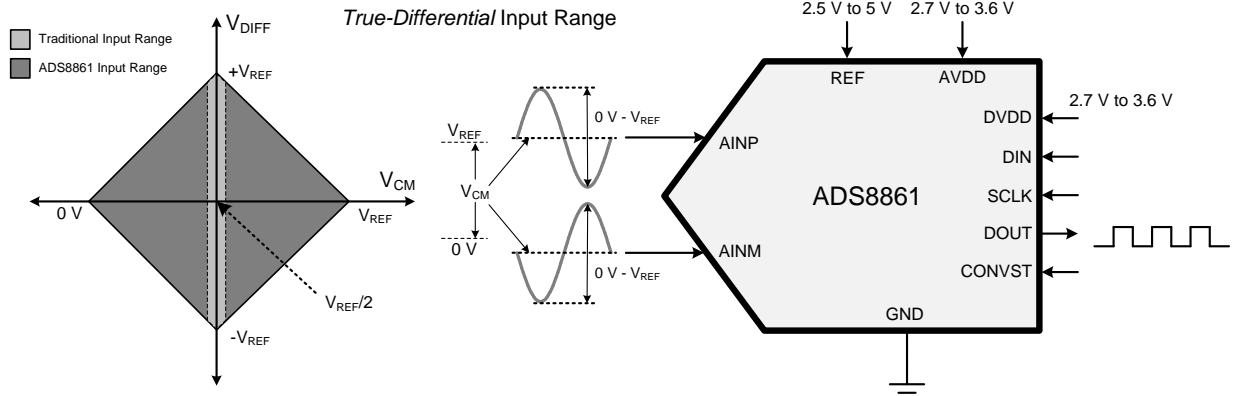 True-Differential Input Range
Traditional Input Range
ADS8861 Input Range
VDIFF
+VREF
VCM
0 V
VREF
VREF/2
-VREF
VREF
VCM
0 V
0 V - VREF
0 V - VREF
2.5 V to 5 V
2.7 V to 3.6 V
REF
AVDD
2.7 V to 3.6 V
DVDD
AINP
DIN
ADS8861
SCLK
DOUT
AINM
CONVST
GND